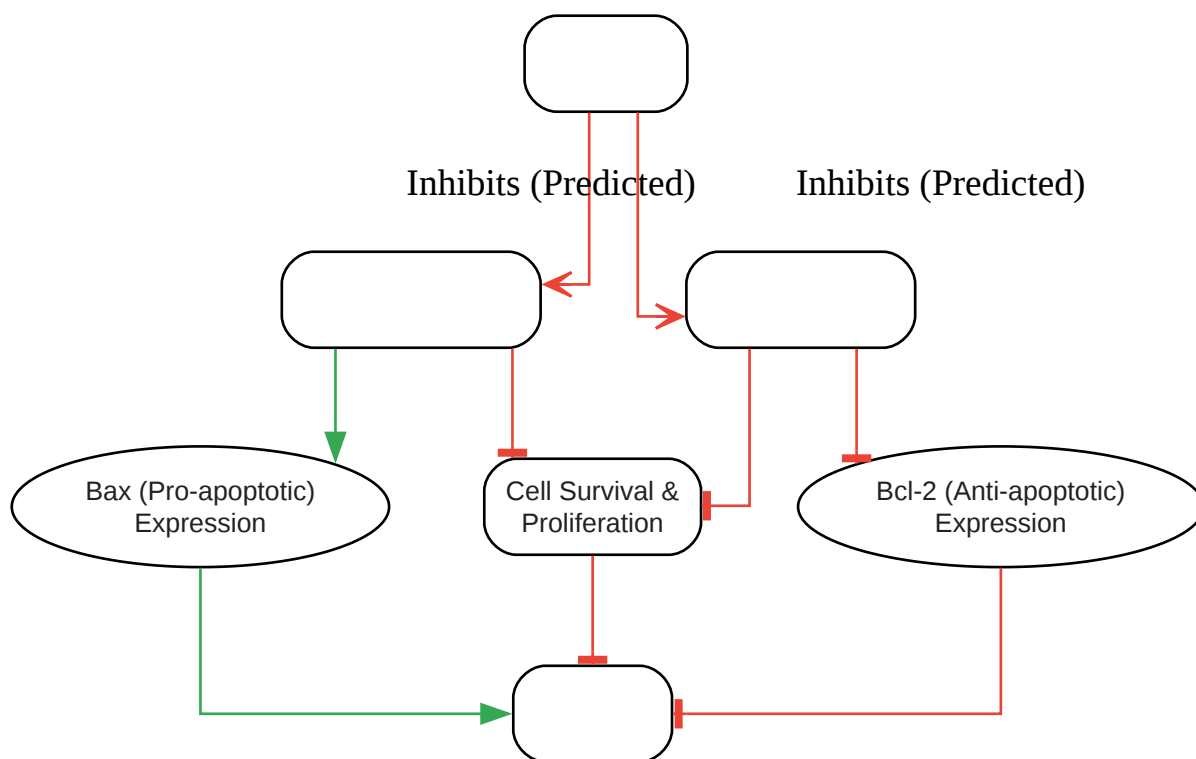 Inhibits (Predicted)
Inhibits (Predicted)
Bax (Pro-apoptotic)
Expression
Cell Survival &
Proliferation
Bcl-2 (Anti-apoptotic)
Expression